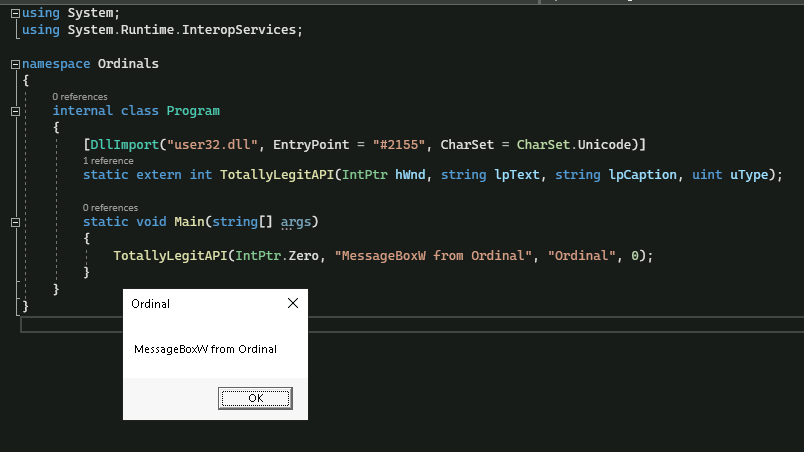 using System;
using System.Runtime.InteropServices;
namespace Ordinals
{
0 references
internal class Program
{
[DllImport("user32.dll", EntryPoint = "#2155", CharSet = CharSet.Unicode)]
1 reference
static extern int TotallyLegitAPI(IntPtr hWnd, string lpText, string lpCaption, uint uType);
0 references
static void Main(string[] args)
{
TotallyLegitAPI(IntPtr.Zero, "MessageBoxW from Ordinal", "Ordinal", 0);
}
}
}
Ordinal
MessageBoxW from Ordinal
OK